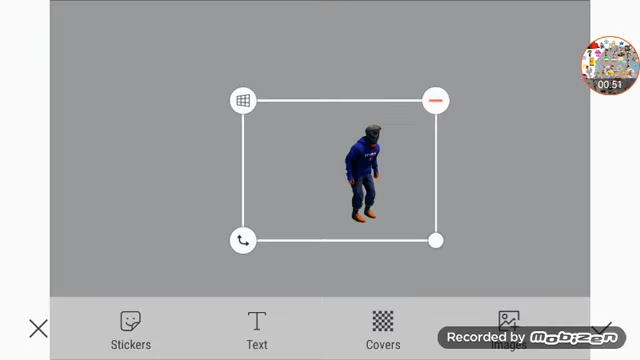 00:51
Stickers
Text
Covers
Images
Recorded by Mobizen